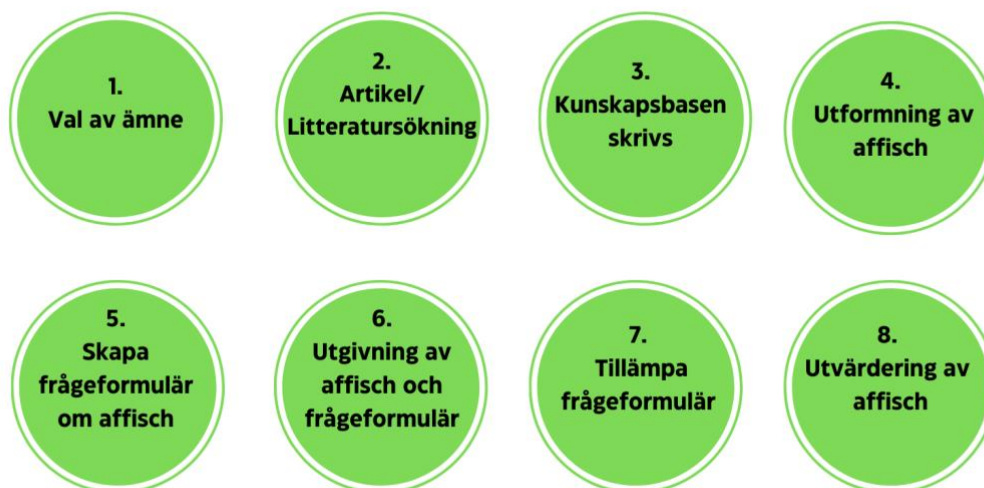 1.
Val av ämne
2.
Artikel/
Litteratursökning
3.
Kunskapsbasen
skrivs
4.
Utformning av
affisch
5.
Skapa
frågeformulär
om affisch
6.
Utgivning av
affisch och
frågeformulär
7.
Tillämpa
frågeformulär
8.
Utvärdering av
affisch